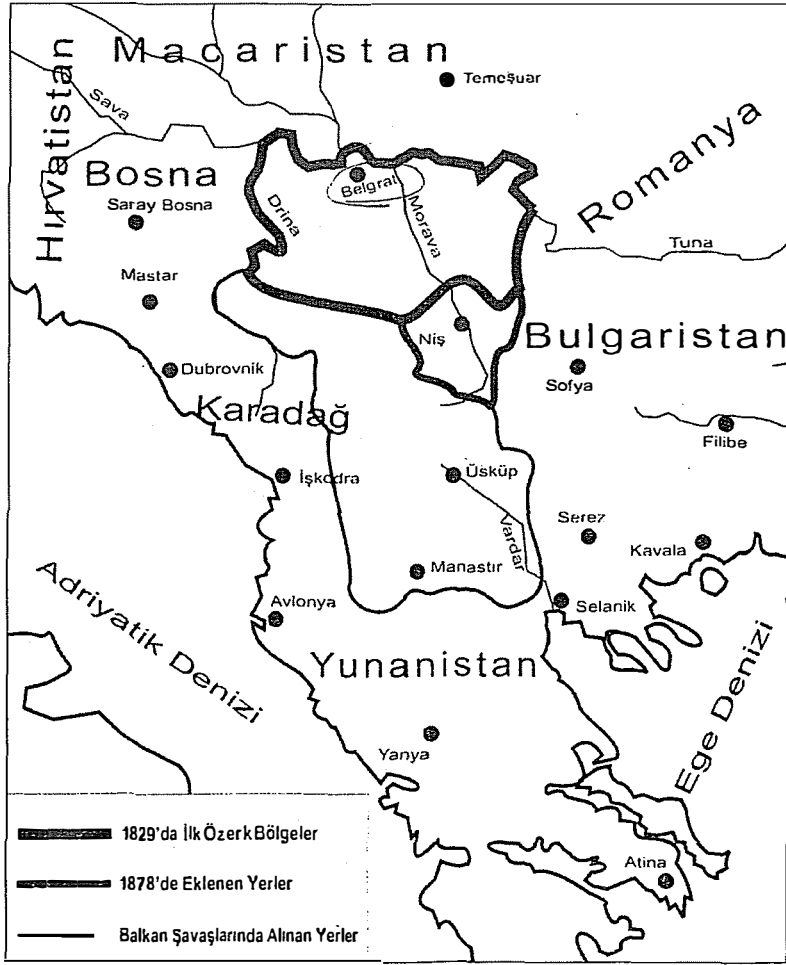 Macaristan
Temeşuar
Hırvatistan
Sava
Romanya
Bosna
Belgrat
Saray Bosna
Drina
Morava
Tuna
Mastar
Niş
Bulgaristan
Dubrovnik
Sofya
Karadağ
Filibe
İşkodra
Üsküp
Vardar
Serez
Kavala
Manastır
Adriyatik Denizi
Avlonya
Selanik
Yunanistan
Ege Denizi
Yanya
Atina
1829'da İlk Özerk Bölgeler
1878'de Eklenen Yerler
Balkan Şavaşlarında Alınan Yerler